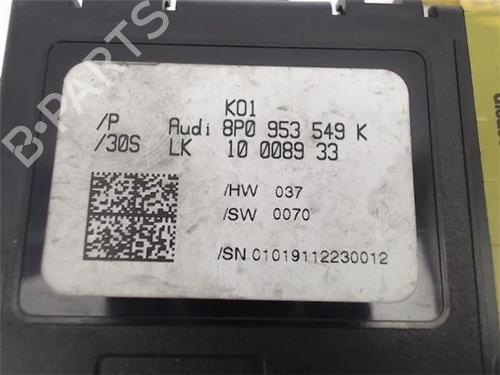 K01
/P Audi 8P0 953 549 K
/30S LK 10 0089 33
/HW 037
/SW 0070
/SN 01019112230012
B-PARTS